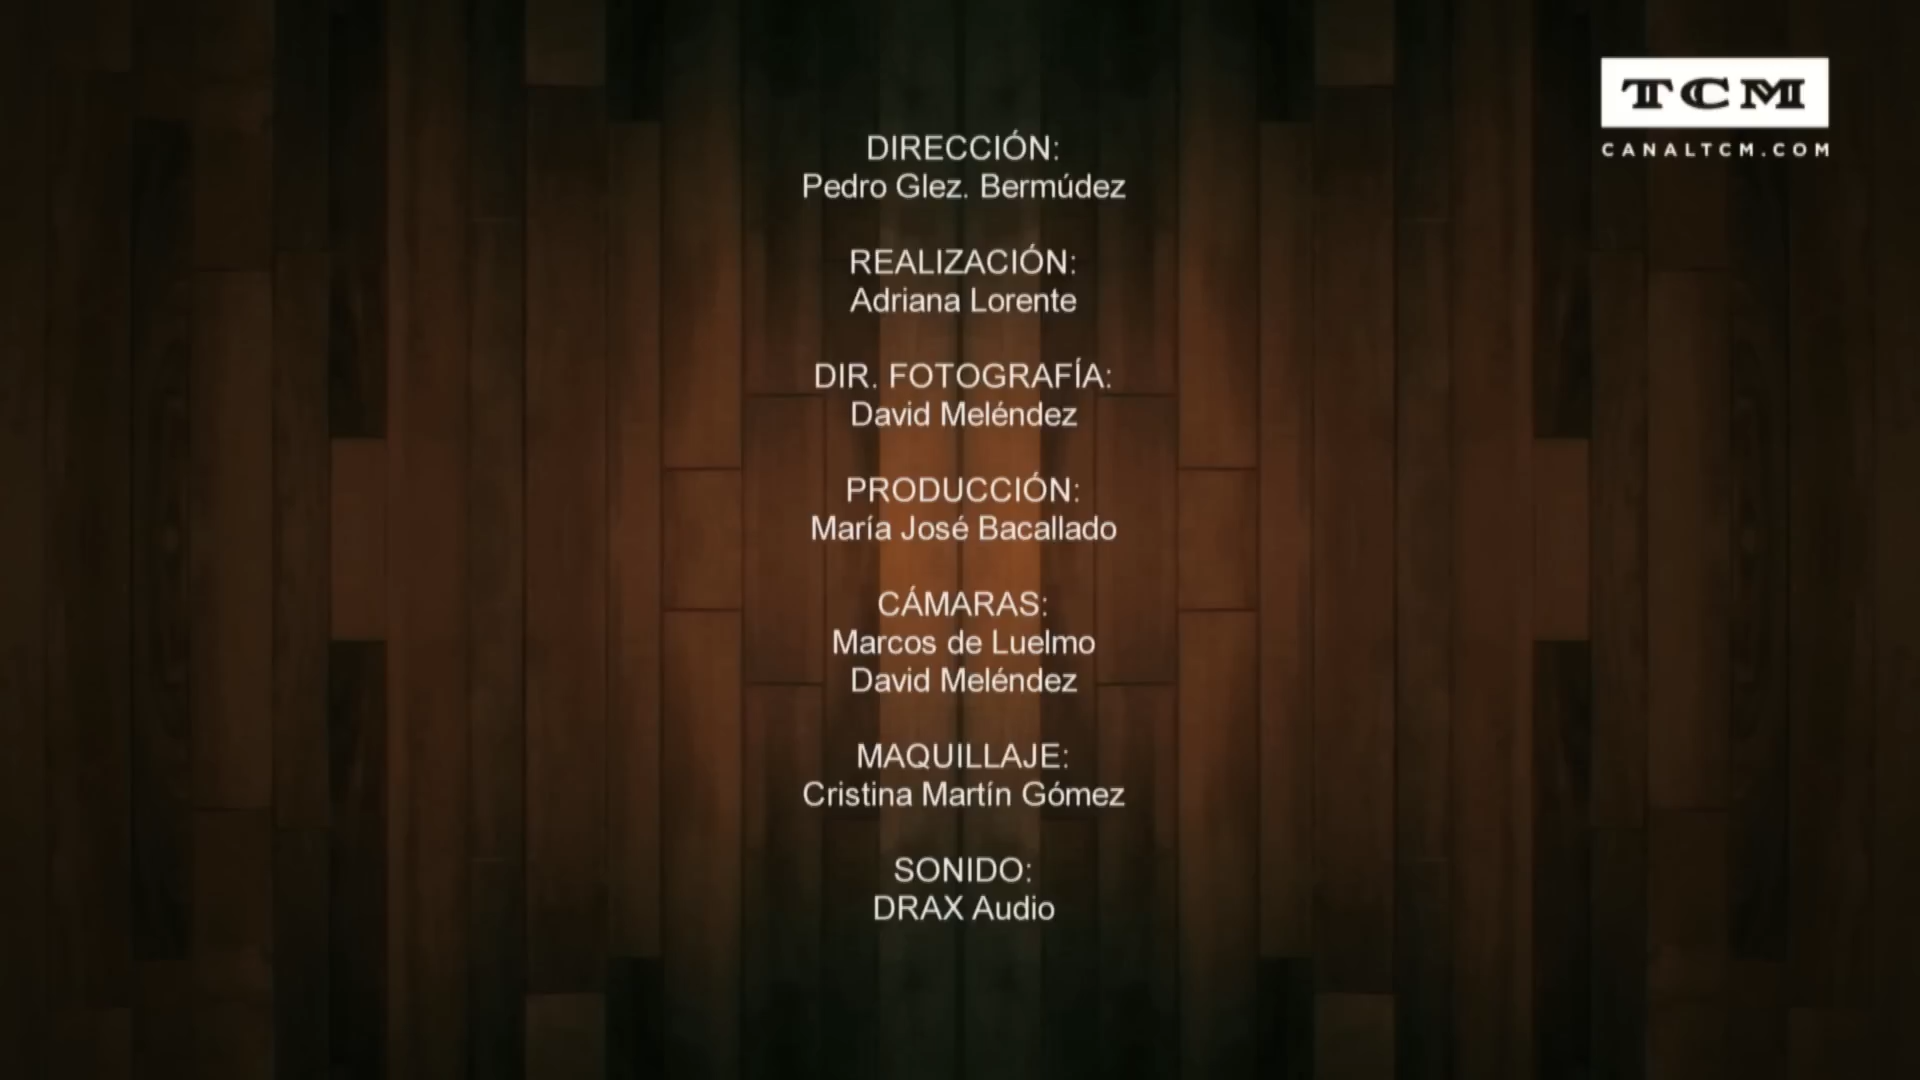 TCM
CANALTCM.COM
DIRECCIÓN:
Pedro Glez. Bermúdez
REALIZACIÓN:
Adriana Lorente
DIR. FOTOGRAFÍA:
David Meléndez
PRODUCCIÓN:
María José Bacallado
CÁMARAS:
Marcos de Luelmo
David Meléndez
MAQUILLAJE:
Cristina Martín Gómez
SONIDO:
DRAX Audio